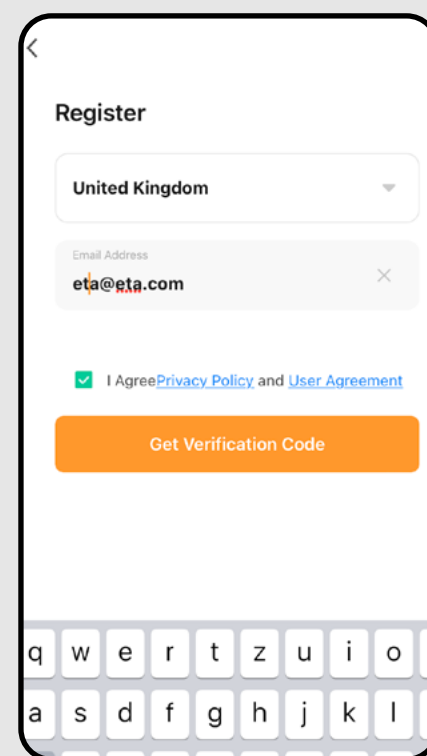 Register
United Kingdom
Email Address
eta@eta.com
I AgreePrivacy Policy and User Agreement
Get Verification Code
q w e r t z u i o
a s d f g h j k l